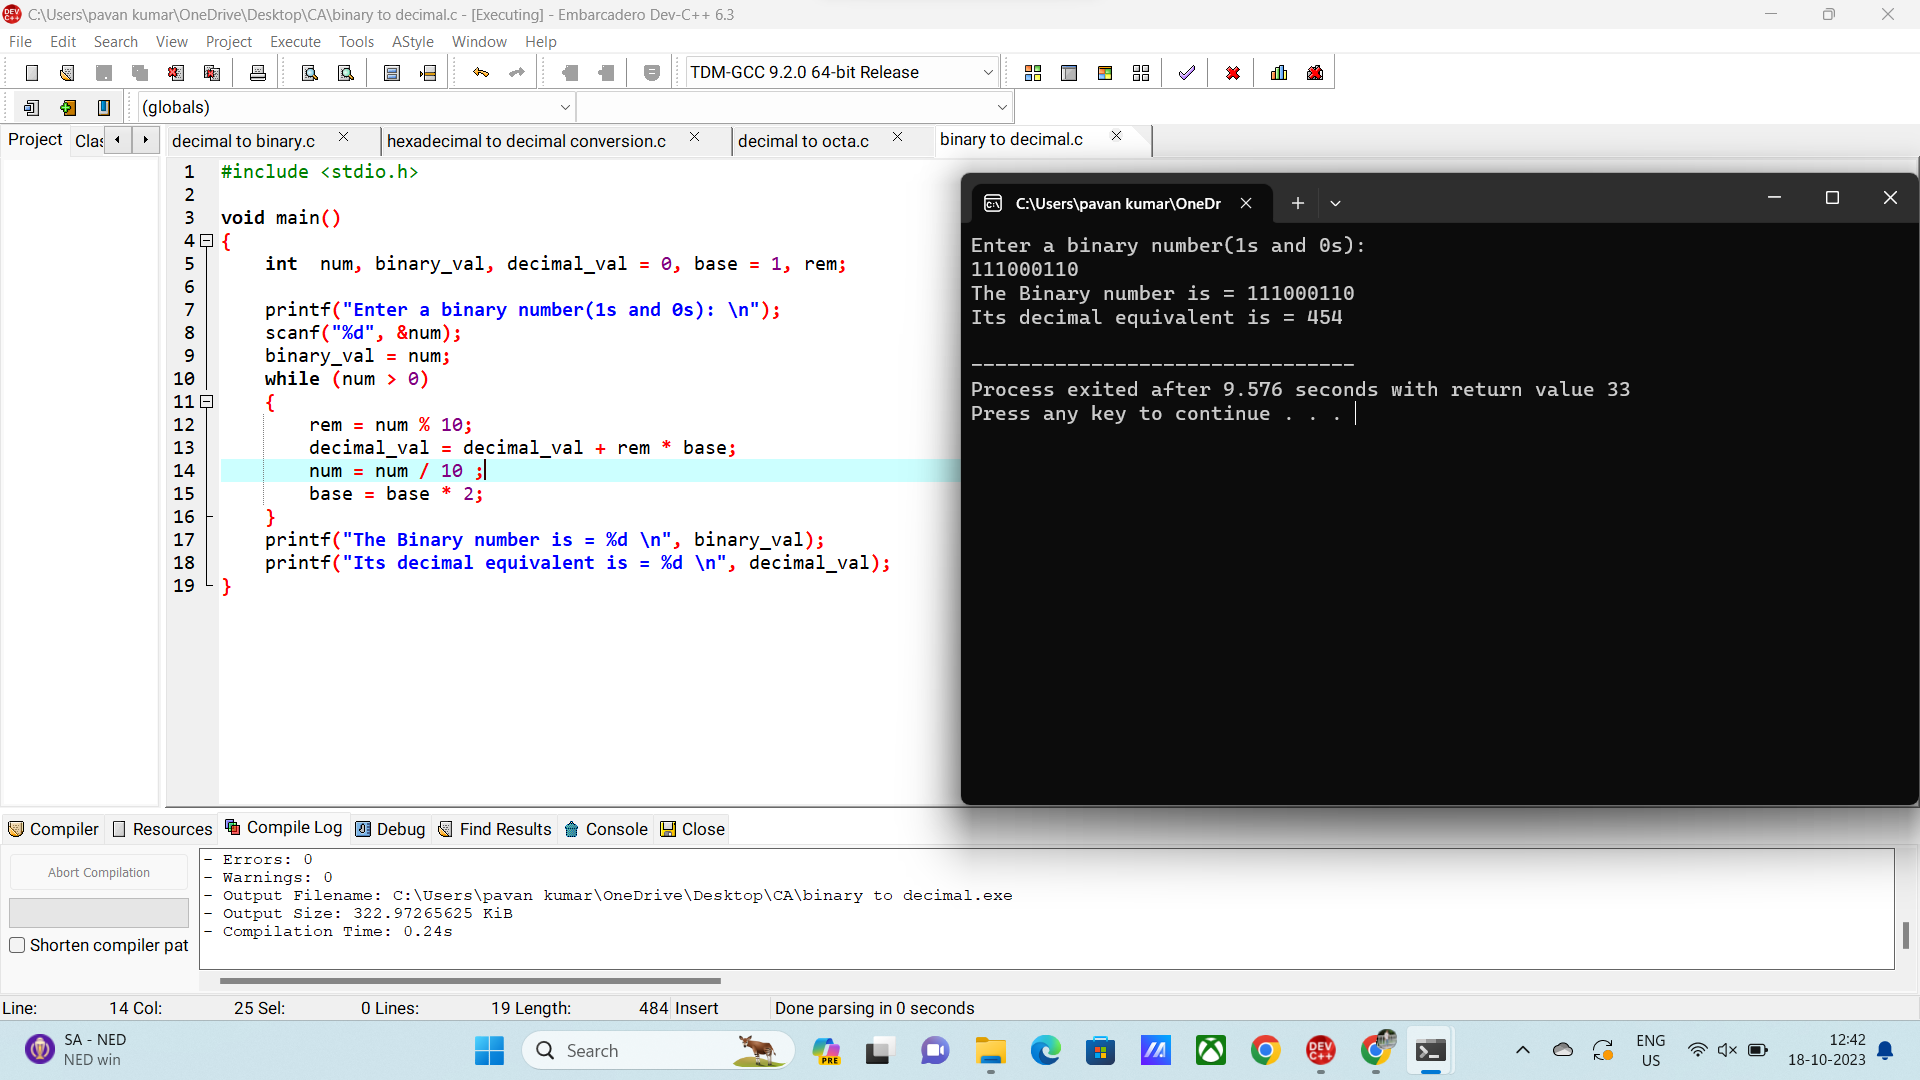 C:\Users\pavan kumar\OneDrive\Desktop\CA\binary to decimal.c - [Executing] - Embarcadero Dev-C++ 6.3
File Edit Search View Project Execute Tools AStyle Window Help
TDM-GCC 9.2.0 64-bit Release
(globals)
Project Clas decimal to binary.c hexadecimal to decimal conversion.c decimal to octa.c binary to decimal.c
1 #include <stdio.h>
2
3 void main()
4 {
5 int  num, binary_val, decimal_val = 0, base = 1, rem;
6
7 printf("Enter a binary number(1s and 0s): \n");
8 scanf("%d", &num);
9 binary_val = num;
10 while (num > 0)
11 {
12 rem = num % 10;
13 decimal_val = decimal_val + rem * base;
14 num = num / 10 ;
15 base = base * 2;
16 }
17 printf("The Binary number is = %d \n", binary_val);
18 printf("Its decimal equivalent is = %d \n", decimal_val);
19 }
C:\Users\pavan kumar\OneDr
Enter a binary number(1s and 0s):
111000110
The Binary number is = 111000110
Its decimal equivalent is = 454
--------------------------------
Process exited after 9.576 seconds with return value 33
Press any key to continue . . .
Compiler Resources Compile Log Debug Find Results Console Close
Abort Compilation
Shorten compiler pat
- Errors: 0
- Warnings: 0
- Output Filename: C:\Users\pavan kumar\OneDrive\Desktop\CA\binary to decimal.exe
- Output Size: 322.97265625 KiB
- Compilation Time: 0.24s
Line: 14 Col: 25 Sel: 0 Lines: 19 Length: 484 Insert Done parsing in 0 seconds
SA - NED
NED win
Search
PRE
DEV C++
ENG
US
12:42
18-10-2023